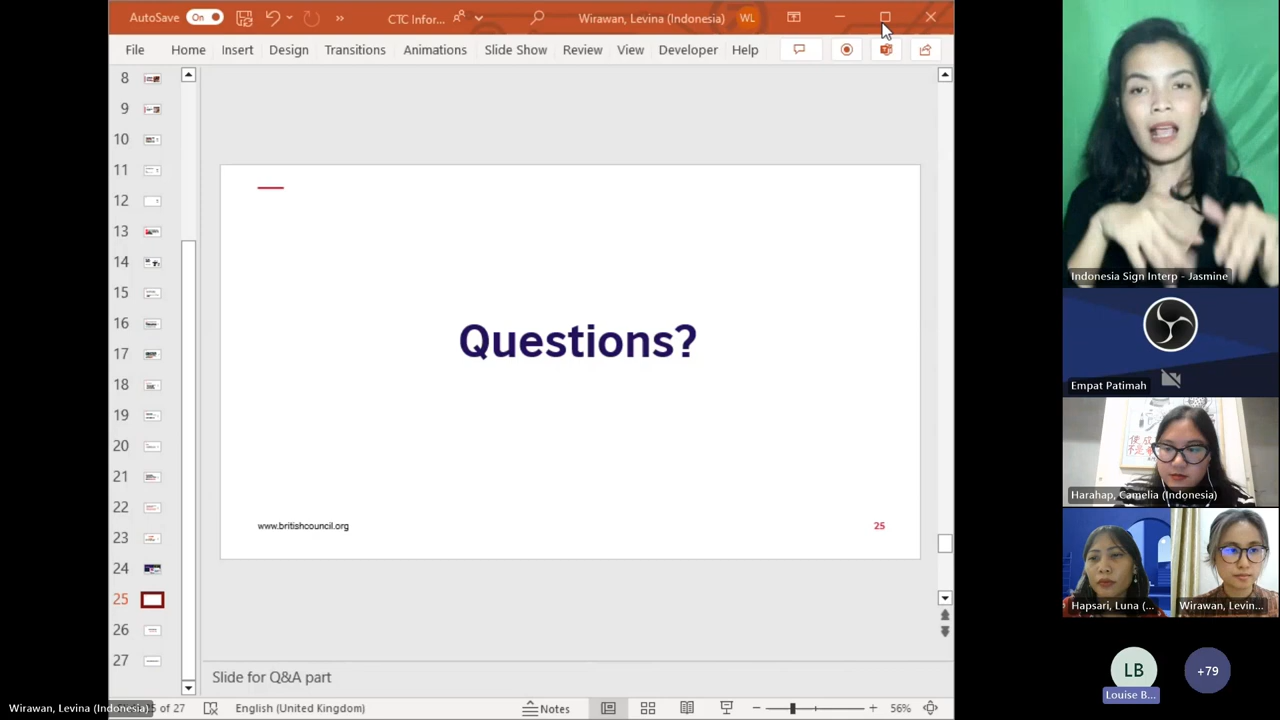 AutoSave
On
CTC Infor...
Wirawan, Levina (Indonesia)
WL
File
Home
Insert
Design
Transitions
Animations
Slide Show
Review
View
Developer
Help
8
9
10
11
12
13
14
15
16
17
18
19
20
21
22
23
24
25
26
27
Questions?
www.britishcouncil.org
25
Slide for Q&A part
Wirawan, Levina (Indonesia)
of 27
English (United Kingdom)
Notes
56%
Indonesia Sign Interp - Jasmine
Empat Patimah
Harahap, Camelia (Indonesia)
Hapsari, Luna (...
Wirawan, Levin...
LB
Louise B...
+79